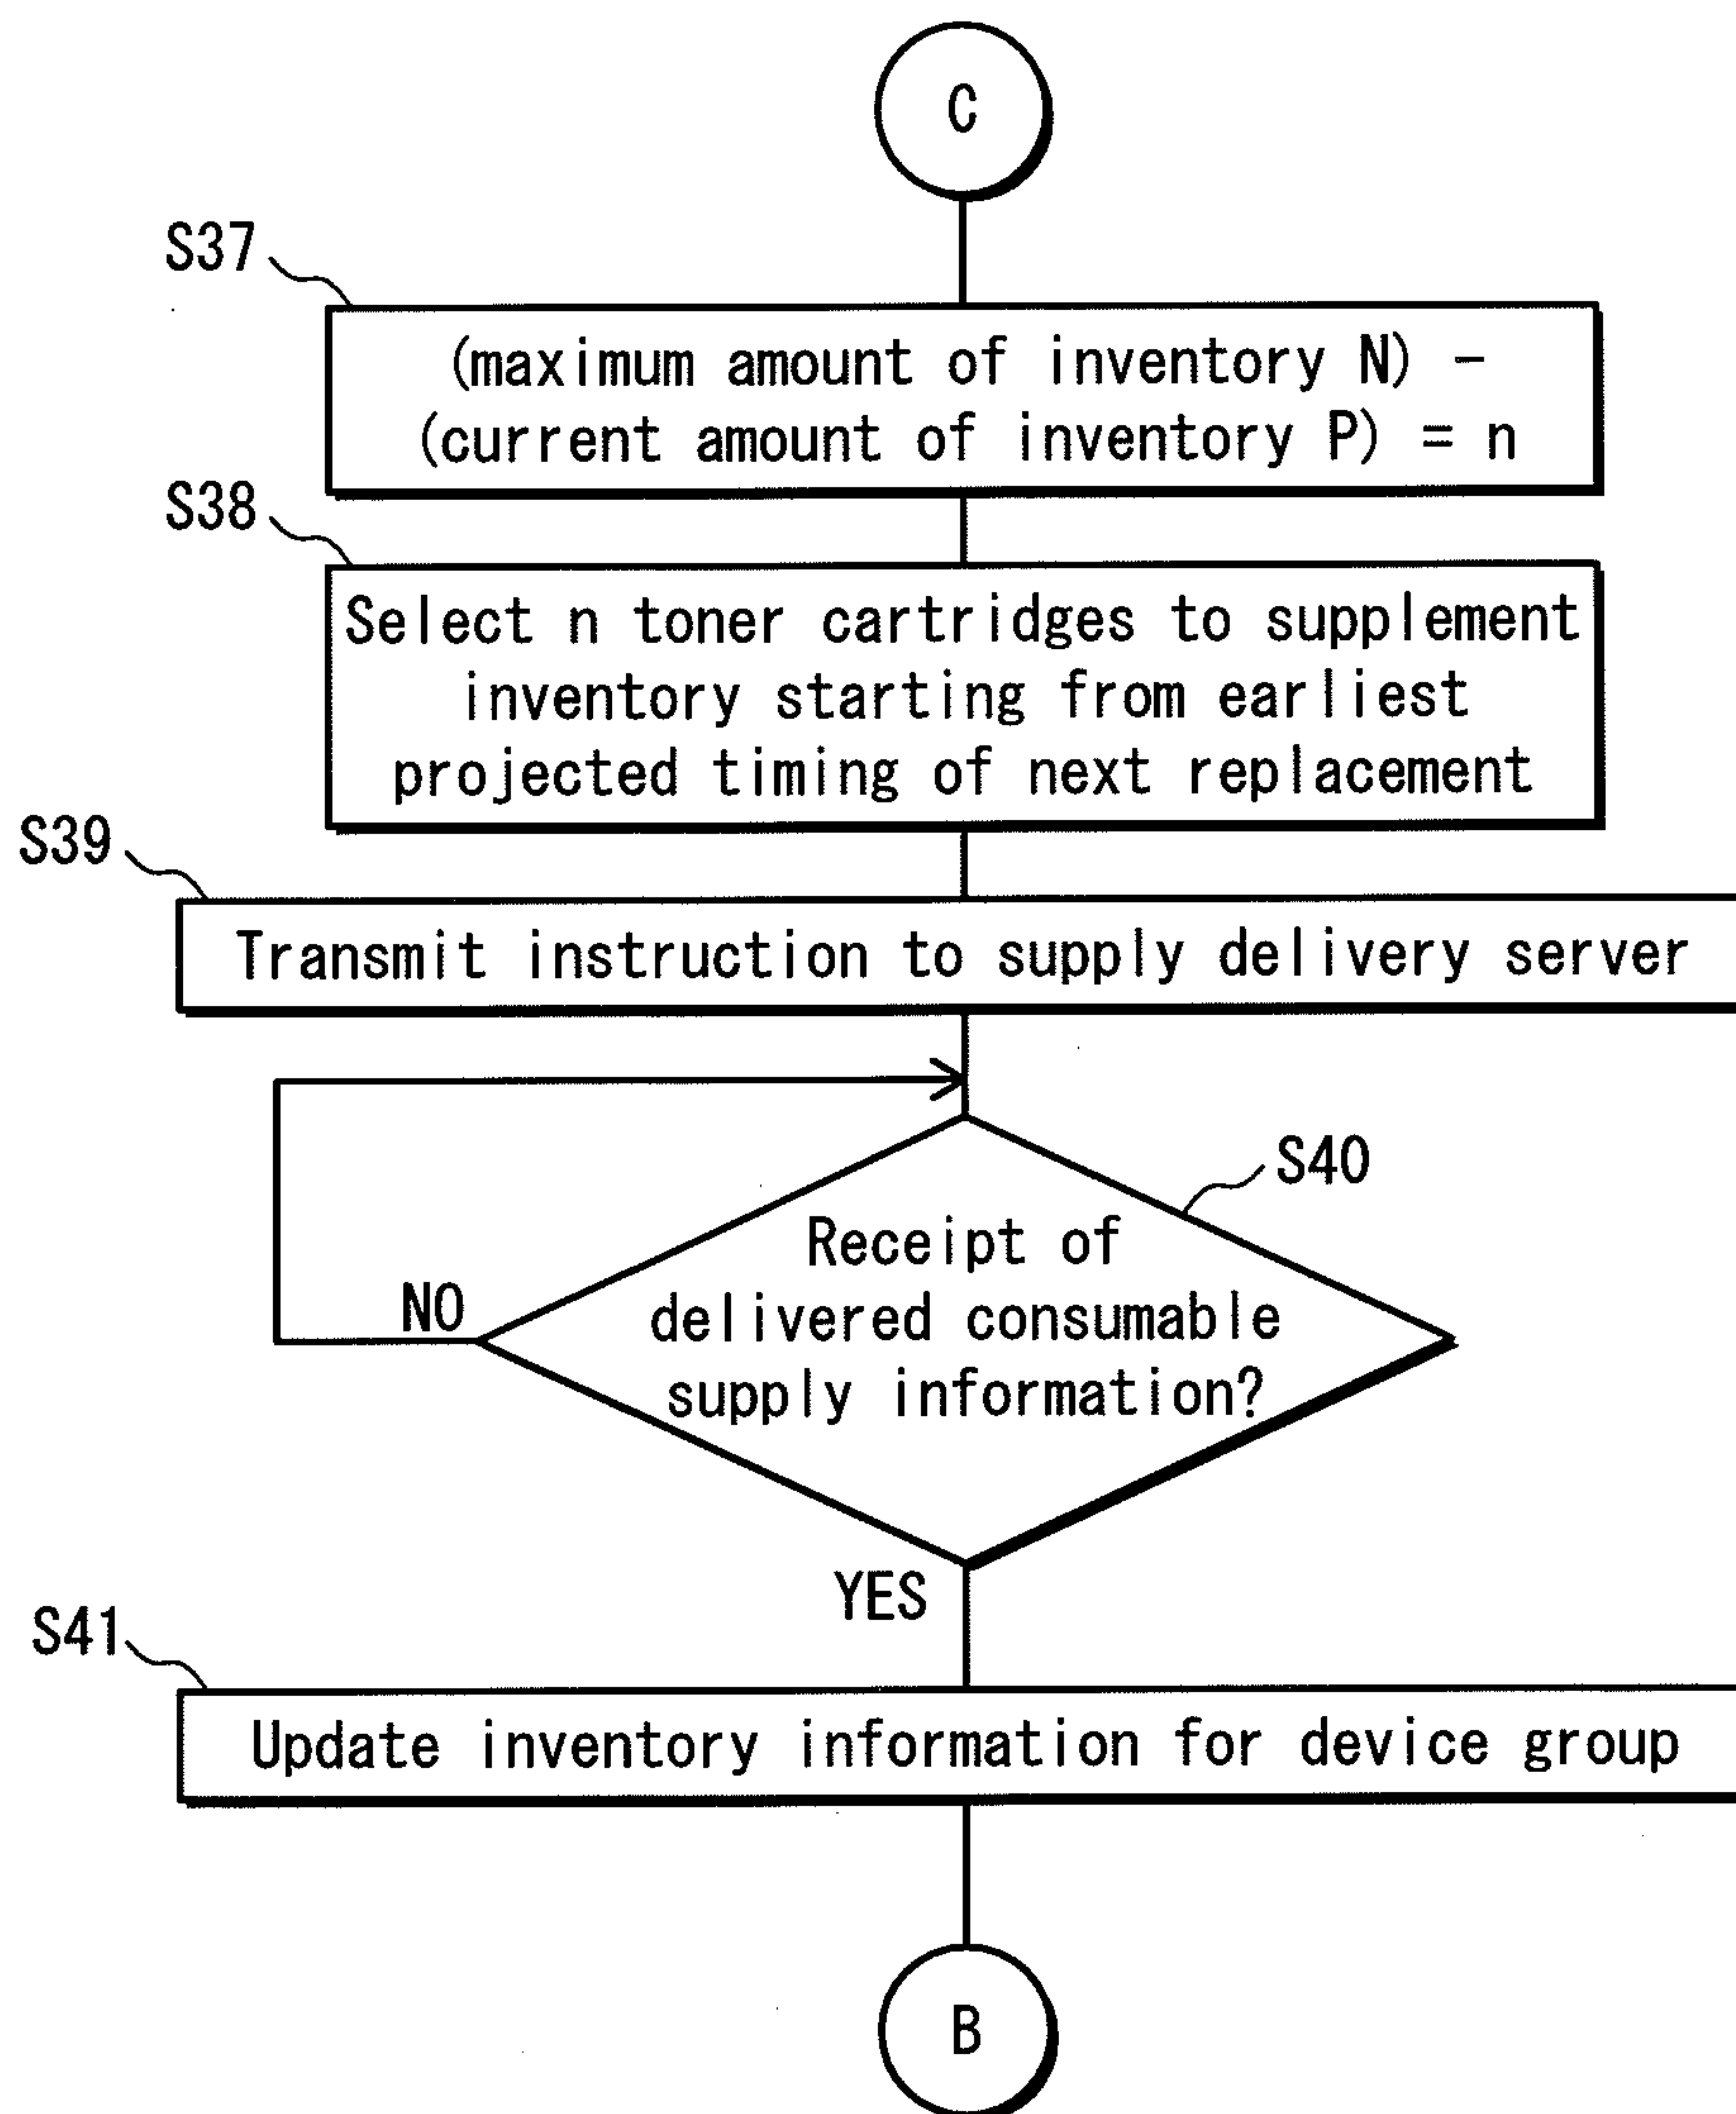 C
S37
(maximum amount of inventory N) -
(current amount of inventory P) = n
S38
Select n toner cartridges to supplement
inventory starting from earliest
projected timing of next replacement
S39
Transmit instruction to supply delivery server
S40
Receipt of
delivered consumable
supply information?
NO
YES
S41
Update inventory information for device group
B